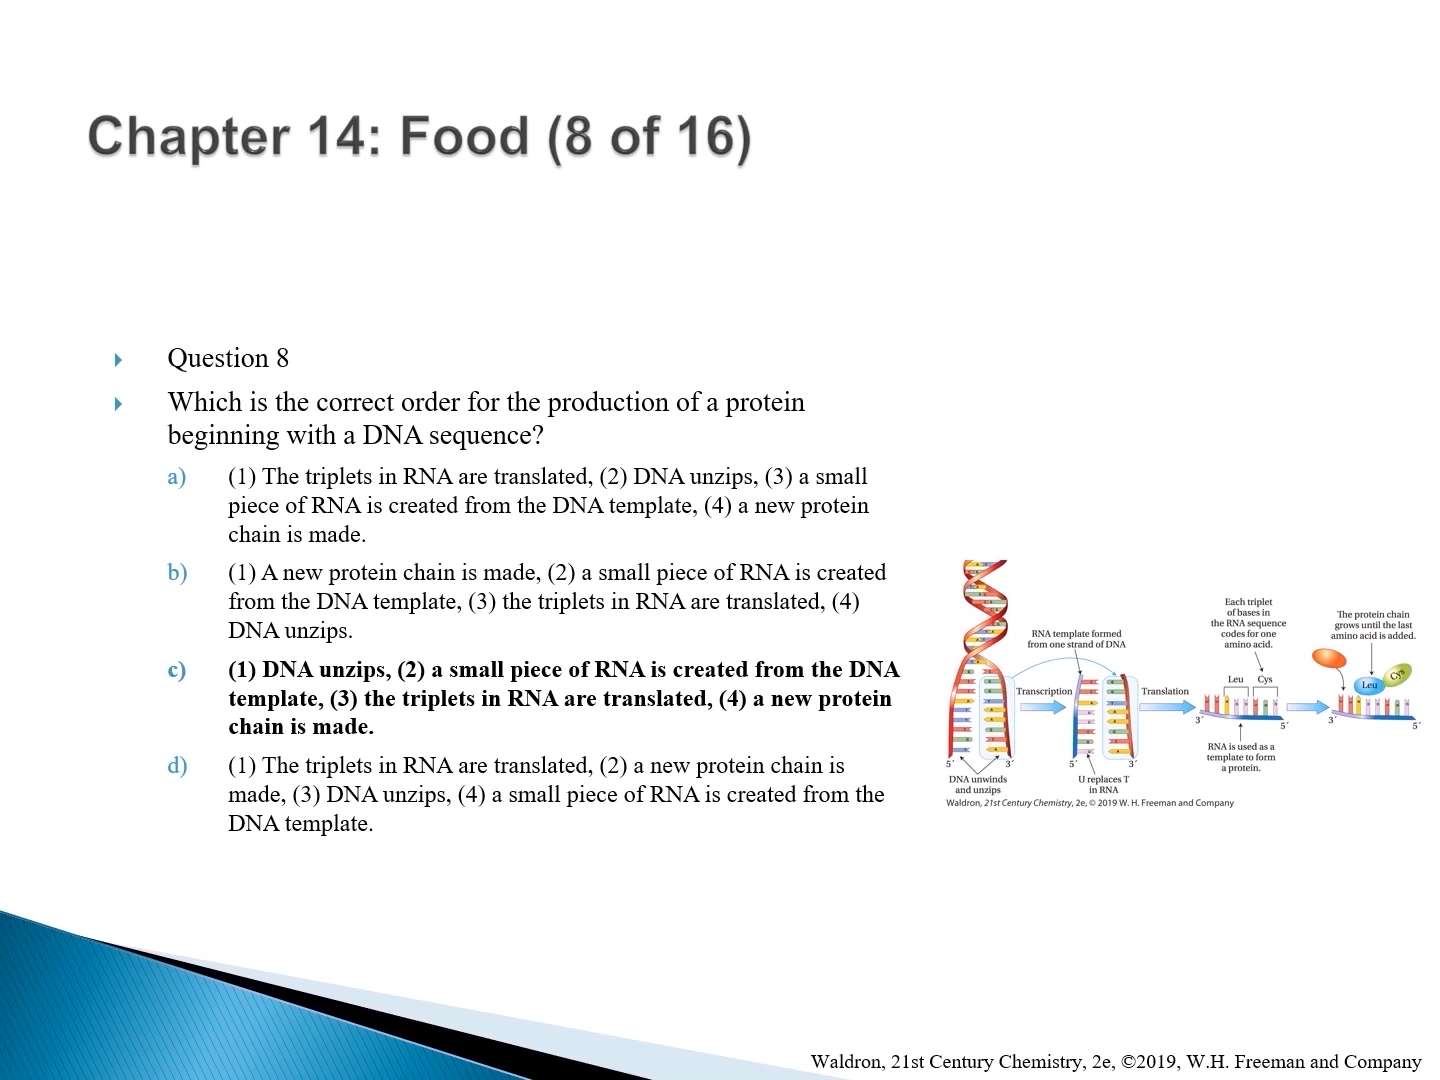 Chapter 14: Food (8 of 16)
Question 8
Which is the correct order for the production of a protein
beginning with a DNA sequence?
a) (1) The triplets in RNA are translated, (2) DNA unzips, (3) a small
piece of RNA is created from the DNA template, (4) a new protein
chain is made.
b) (1) A new protein chain is made, (2) a small piece of RNA is created
from the DNA template, (3) the triplets in RNA are translated, (4)
DNA unzips.
c) (1) DNA unzips, (2) a small piece of RNA is created from the DNA
template, (3) the triplets in RNA are translated, (4) a new protein
chain is made.
d) (1) The triplets in RNA are translated, (2) a new protein chain is
made, (3) DNA unzips, (4) a small piece of RNA is created from the
DNA template.
RNA template formed
from one strand of DNA
Transcription
5′
3′
DNA unwinds
and unzips
5′
3′
U replaces T
in RNA
Translation
Each triplet
of bases in
the RNA sequence
codes for one
amino acid.
Leu
Cys
3′
5′
RNA is used as a
template to form
a protein.
The protein chain
grows until the last
amino acid is added.
Leu
Cys
3′
5′
Waldron, 21st Century Chemistry, 2e, © 2019 W. H. Freeman and Company
Waldron, 21st Century Chemistry, 2e, ©2019, W.H. Freeman and Company